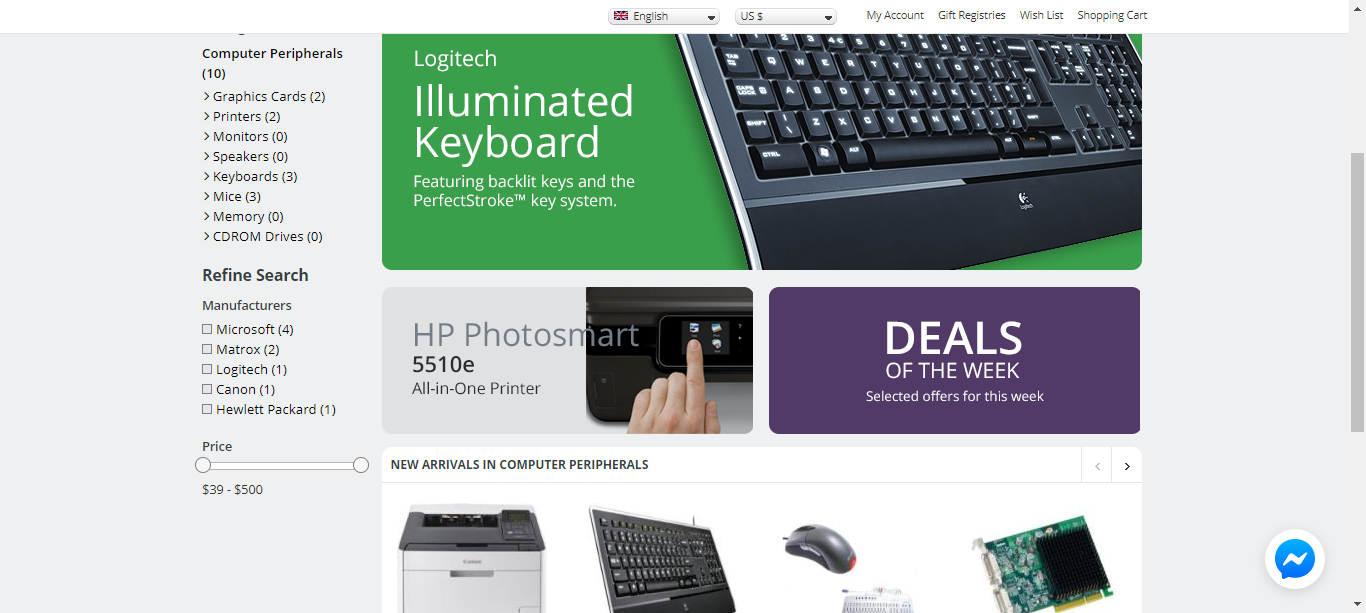 English
US $
My Account
Gift Registries
Wish List
Shopping Cart
Computer Peripherals
(10)
Graphics Cards (2)
Printers (2)
Monitors (0)
Speakers (0)
Keyboards (3)
Mice (3)
Memory (0)
CDROM Drives (0)
Refine Search
Manufacturers
Microsoft (4)
Matrox (2)
Logitech (1)
Canon (1)
Hewlett Packard (1)
Price
$39 - $500
Logitech
Illuminated
Keyboard
Featuring backlit keys and the
PerfectStroke™ key system.
Logitech
HP Photosmart
5510e
All-in-One Printer
DEALS
OF THE WEEK
Selected offers for this week
NEW ARRIVALS IN COMPUTER PERIPHERALS
Canon